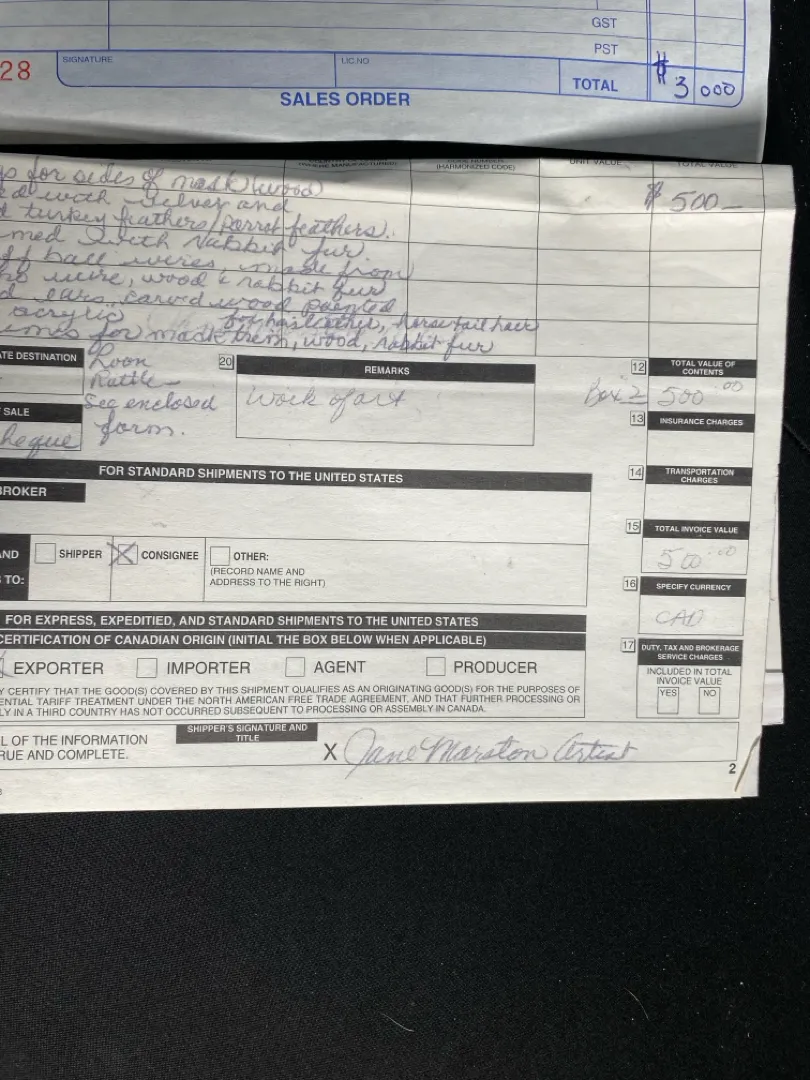 GST
PST
28
SIGNATURE
LIC.NO
TOTAL
$ 3 000
SALES ORDER
(HARMONIZED CODE)
UNIT VALUE
TOTAL VALUE
gs for sides of mask (wood)
ed with silver and
$ 500 —
d turkey feathers/parrot feathers.
med with rabbit fur.
ff ball wires, made from
wire, wood & rabbit fur
d ears carved wood painted
acrylic
leather, horsetail hair
for mask them, wood, rabbit fur
ATE DESTINATION
Loon
Rattle
See enclosed
form.
20
REMARKS
Work of art
12
TOTAL VALUE OF
CONTENTS
Box 2
500.00
SALE
heque
13
INSURANCE CHARGES
FOR STANDARD SHIPMENTS TO THE UNITED STATES
14
TRANSPORTATION
CHARGES
BROKER
15
TOTAL INVOICE VALUE
500.00
AND
S TO:
SHIPPER
CONSIGNEE
OTHER:
(RECORD NAME AND
ADDRESS TO THE RIGHT)
16
SPECIFY CURRENCY
CAD
FOR EXPRESS, EXPEDITIED, AND STANDARD SHIPMENTS TO THE UNITED STATES
CERTIFICATION OF CANADIAN ORIGIN (INITIAL THE BOX BELOW WHEN APPLICABLE)
17
DUTY, TAX AND BROKERAGE
SERVICE CHARGES
INCLUDED IN TOTAL
INVOICE VALUE
YES
NO
EXPORTER
IMPORTER
AGENT
PRODUCER
Y CERTIFY THAT THE GOOD(S) COVERED BY THIS SHIPMENT QUALIFIES AS AN ORIGINATING GOOD(S) FOR THE PURPOSES OF
ENTIAL TARIFF TREATMENT UNDER THE NORTH AMERICAN FREE TRADE AGREEMENT, AND THAT FURTHER PROCESSING OR
LY IN A THIRD COUNTRY HAS NOT OCCURRED SUBSEQUENT TO PROCESSING OR ASSEMBLY IN CANADA.
L OF THE INFORMATION
RUE AND COMPLETE.
SHIPPER'S SIGNATURE AND
TITLE
X Jane Marston Artist
2